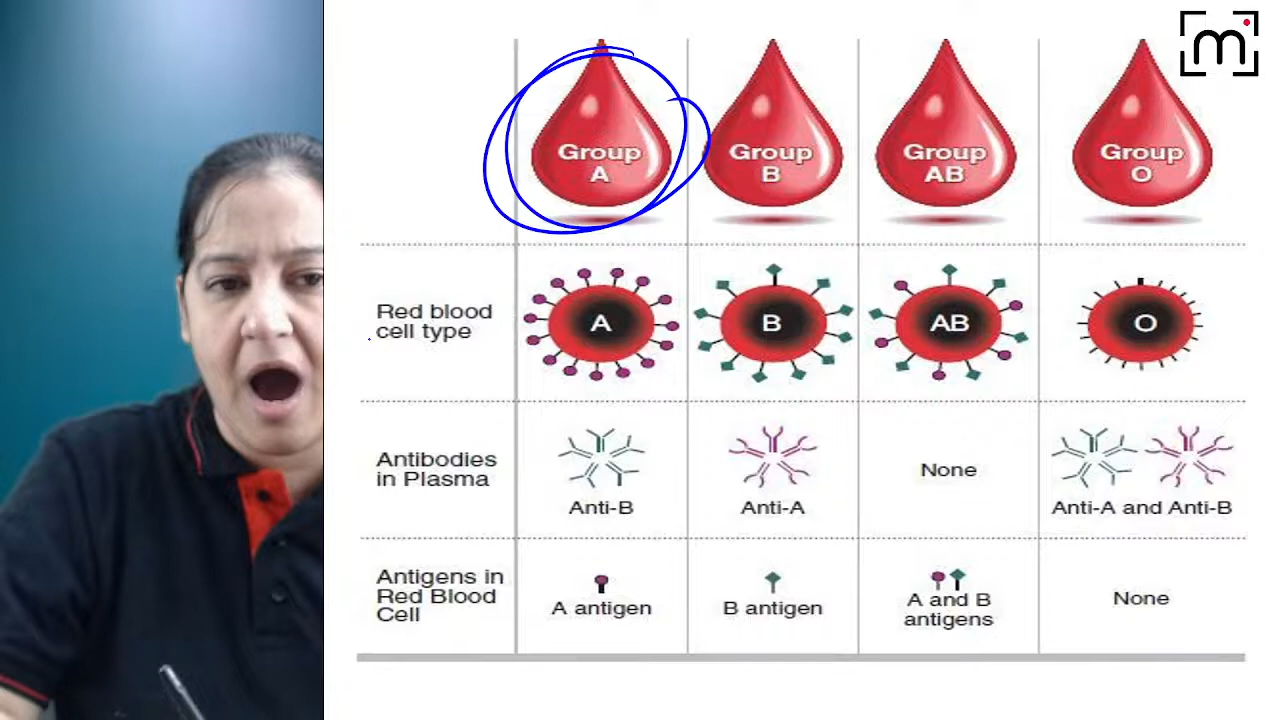 m
Group
A
Group
B
Group
AB
Group
O
Red blood
cell type
A
B
AB
O
Antibodies
in Plasma
Anti-B
Anti-A
None
Anti-A and Anti-B
Antigens in
Red Blood
Cell
A antigen
B antigen
A and B
antigens
None